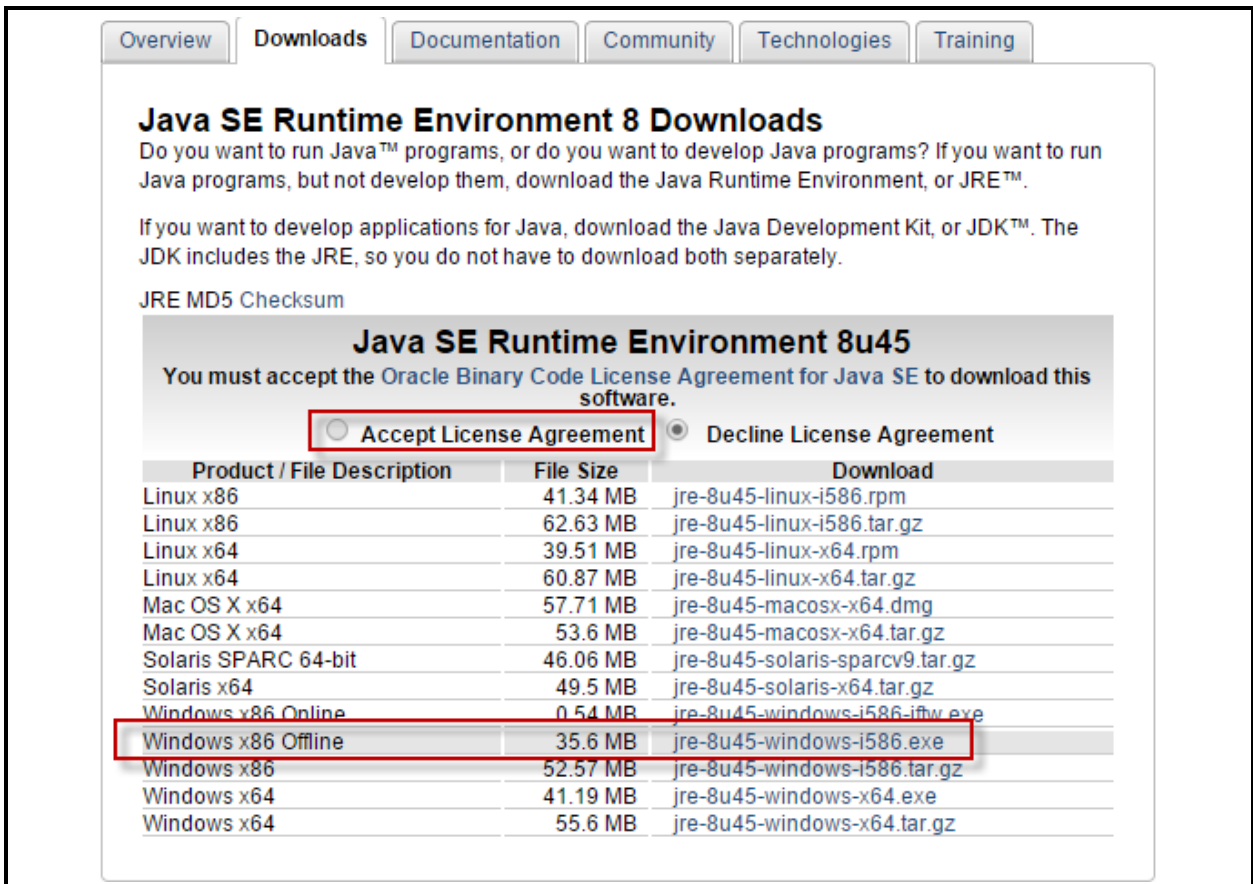 Overview Downloads Documentation Community Technologies Training
Java SE Runtime Environment 8 Downloads
Do you want to run Java™ programs, or do you want to develop Java programs? If you want to run
Java programs, but not develop them, download the Java Runtime Environment, or JRE™.
If you want to develop applications for Java, download the Java Development Kit, or JDK™. The
JDK includes the JRE, so you do not have to download both separately.
JRE MD5 Checksum
Java SE Runtime Environment 8u45
You must accept the Oracle Binary Code License Agreement for Java SE to download this
software.
Accept License Agreement Decline License Agreement
Product / File Description File Size Download
Linux x86 41.34 MB jre-8u45-linux-i586.rpm
Linux x86 62.63 MB jre-8u45-linux-i586.tar.gz
Linux x64 39.51 MB jre-8u45-linux-x64.rpm
Linux x64 60.87 MB jre-8u45-linux-x64.tar.gz
Mac OS X x64 57.71 MB jre-8u45-macosx-x64.dmg
Mac OS X x64 53.6 MB jre-8u45-macosx-x64.tar.gz
Solaris SPARC 64-bit 46.06 MB jre-8u45-solaris-sparcv9.tar.gz
Solaris x64 49.5 MB jre-8u45-solaris-x64.tar.gz
Windows x86 Online 0.54 MB jre-8u45-windows-i586-iftw.exe
Windows x86 Offline 35.6 MB jre-8u45-windows-i586.exe
Windows x86 52.57 MB jre-8u45-windows-i586.tar.gz
Windows x64 41.19 MB jre-8u45-windows-x64.exe
Windows x64 55.6 MB jre-8u45-windows-x64.tar.gz